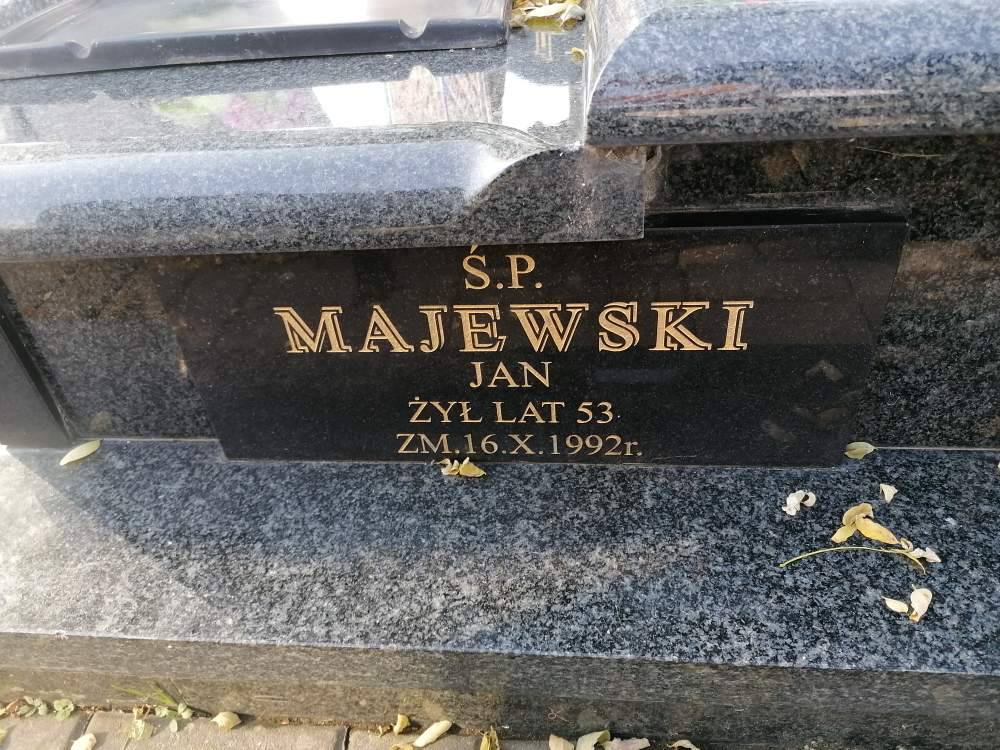 Ś.P.
MAJEWSKI
JAN
ŻYŁ LAT 53
ZM.16.X.1992r.